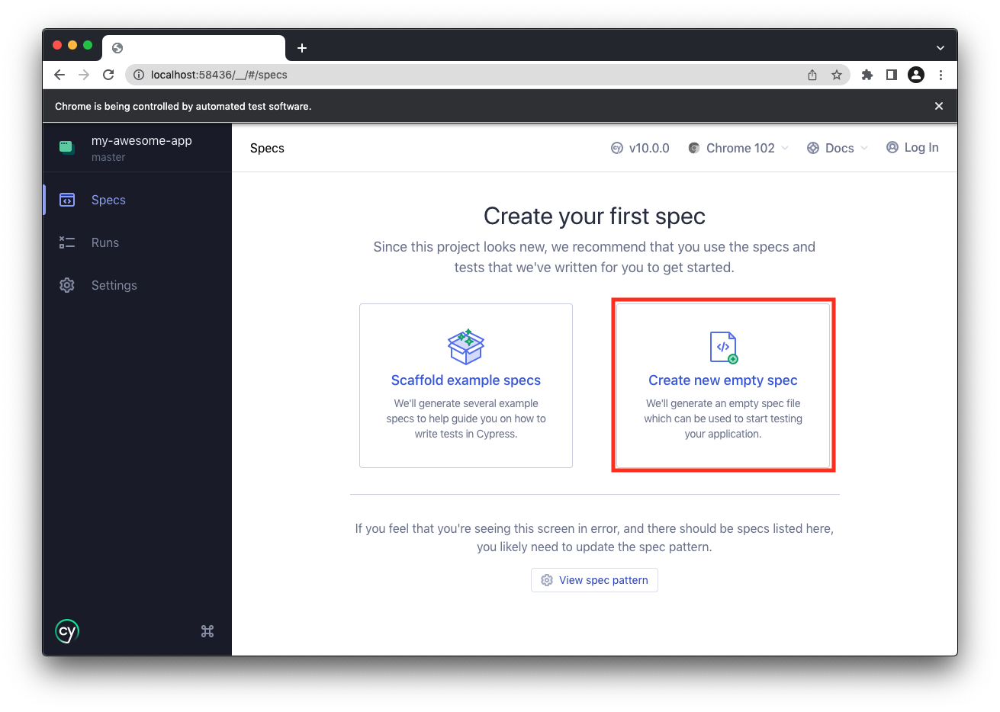 localhost:58436/__/#/specs
Chrome is being controlled by automated test software.
my-awesome-app
master
Specs
Runs
Settings
cy
Specs
v10.0.0
Chrome 102
Docs
Log In
Create your first spec
Since this project looks new, we recommend that you use the specs and
tests that we've written for you to get started.
Scaffold example specs
We'll generate several example
specs to help guide you on how to
write tests in Cypress.
Create new empty spec
We'll generate an empty spec file
which can be used to start testing
your application.
If you feel that you're seeing this screen in error, and there should be specs listed here,
you likely need to update the spec pattern.
View spec pattern